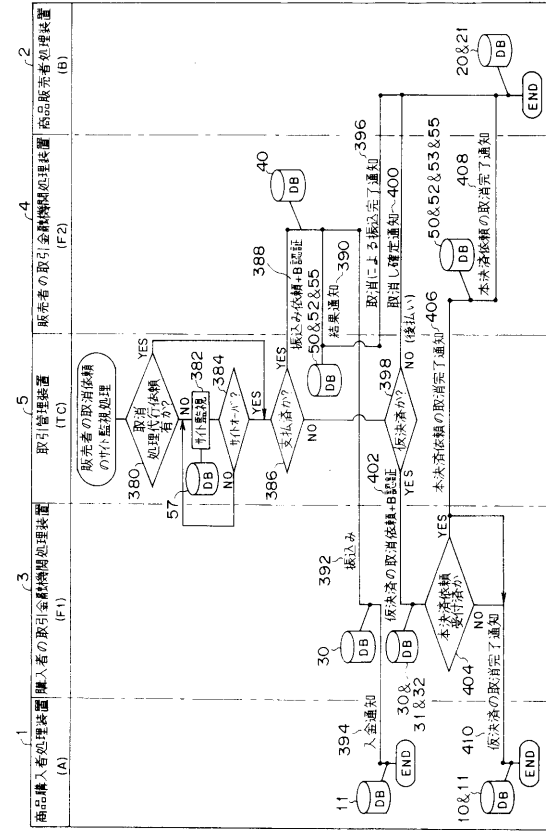 1
商品購入者処理装置
(A)
3
購入者の取引金融機関処理装置
(F1)
5
取引管理装置
(TC)
4
販売者の取引金融機関処理装置
(F2)
2
商品販売者処理装置
(B)
販売者の取消依頼
のサイト監視処理
380
取消
処理代行依頼
有か?
YES
NO
382
サイト監視
57
DB
384
サイトオーバ?
NO
YES
386
支払済か?
YES
NO
388
振込み依頼+B認証
40
DB
50&52&55
DB
結果通知
390
392
振込み
30
DB
394
入金通知
11
DB
END
396
取消による振込完了通知
398
仮決済か?
YES
NO
(後払い)
取消し確定通知
400
402
仮決済の取消依頼+B認証
30&
31&32
DB
404
本決済依頼
受付済か
YES
NO
本決済依頼の取消完了通知
406
50&52&53&55
DB
本決済依頼の取消完了通知
408
20&21
DB
END
410
仮決済の取消完了通知
10&11
DB
END